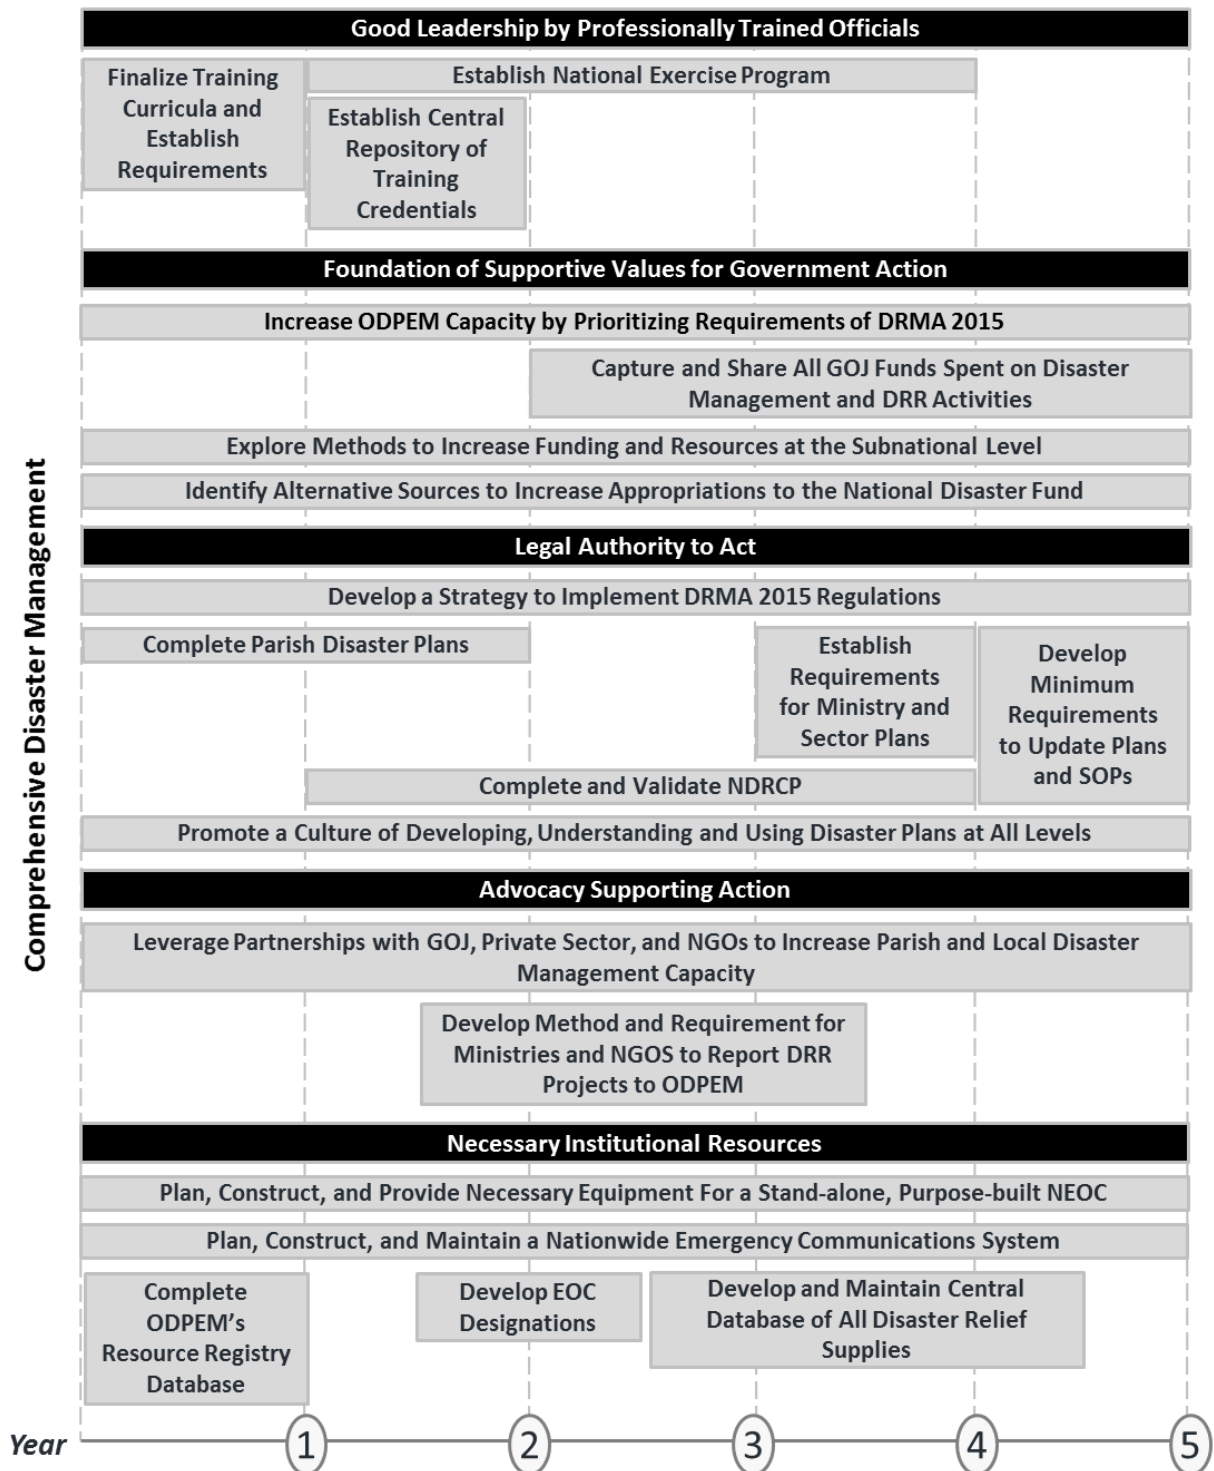 Comprehensive Disaster Management
Good Leadership by Professionally Trained Officials
Finalize Training
Curricula and
Establish
Requirements
Establish National Exercise Program
Establish Central
Repository of
Training
Credentials
Foundation of Supportive Values for Government Action
Increase ODPEM Capacity by Prioritizing Requirements of DRMA 2015
Capture and Share All GOJ Funds Spent on Disaster
Management and DRR Activities
Explore Methods to Increase Funding and Resources at the Subnational Level
Identify Alternative Sources to Increase Appropriations to the National Disaster Fund
Legal Authority to Act
Develop a Strategy to Implement DRMA 2015 Regulations
Complete Parish Disaster Plans
Establish
Requirements
for Ministry and
Sector Plans
Develop
Minimum
Requirements
to Update Plans
and SOPs
Complete and Validate NDRCP
Promote a Culture of Developing, Understanding and Using Disaster Plans at All Levels
Advocacy Supporting Action
Leverage Partnerships with GOJ, Private Sector, and NGOs to Increase Parish and Local Disaster
Management Capacity
Develop Method and Requirement for
Ministries and NGOS to Report DRR
Projects to ODPEM
Necessary Institutional Resources
Plan, Construct, and Provide Necessary Equipment For a Stand-alone, Purpose-built NEOC
Plan, Construct, and Maintain a Nationwide Emergency Communications System
Complete
ODPEM’s
Resource Registry
Database
Develop EOC
Designations
Develop and Maintain Central
Database of All Disaster Relief
Supplies
Year 1 2 3 4 5